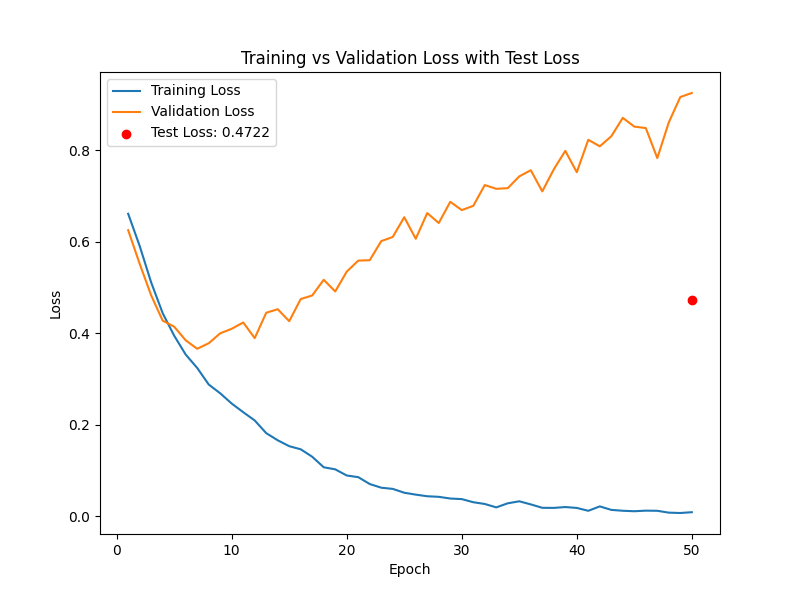 Training vs Validation Loss with Test Loss
Training Loss
Validation Loss
Test Loss: 0.4722
Loss
0.8
0.6
0.4
0.2
0.0
0
10
20
30
40
50
Epoch